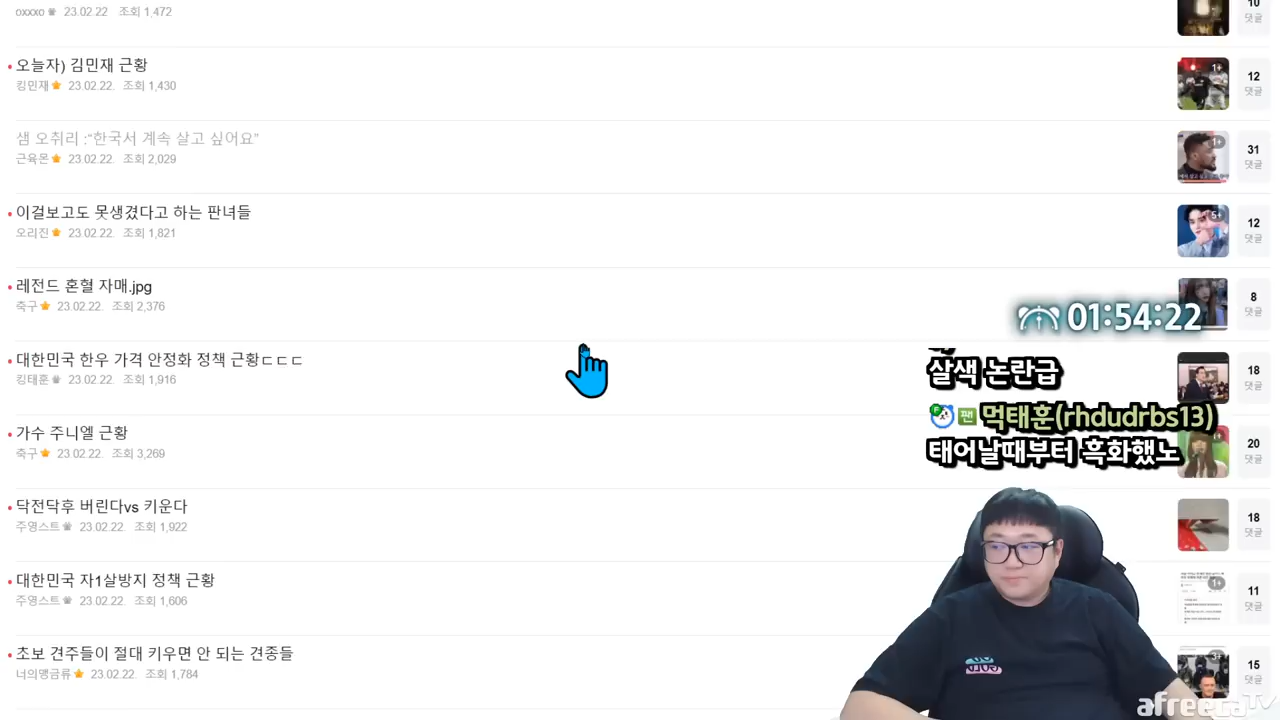 oxxxo 23.02.22 조회 1,472
10
댓글
오늘자) 김민재 근황
킹민재 23.02.22. 조회 1,430
1+
12
댓글
샘 오취리 :“한국서 계속 살고 싶어요”
근육몬 23.02.22. 조회 2,029
1+
31
댓글
이걸보고도 못생겼다고 하는 판녀들
오리진 23.02.22. 조회 1,821
5+
12
댓글
레전드 혼혈 자매.jpg
축구 23.02.22. 조회 2,376
8
댓글
01:54:22
대한민국 한우 가격 안정화 정책 근황ㄷㄷㄷ
킹태훈 23.02.22. 조회 1,916
18
댓글
살색 논란급
F 팬 먹태훈(rhdudrbs13)
태어날때부터 흑화했노
가수 주니엘 근황
축구 23.02.22. 조회 3,269
20
댓글
닥전닥후 버린다vs 키운다
주영스트 23.02.22 조회 1,922
18
댓글
대한민국 자1살방지 정책 근황
주영스트 23.02.22. 조회 1,606
1+
11
댓글
초보 견주들이 절대 키우면 안 되는 견종들
너의맹금류 23.02.22. 조회 1,784
3+
15
댓글
afreecaTV